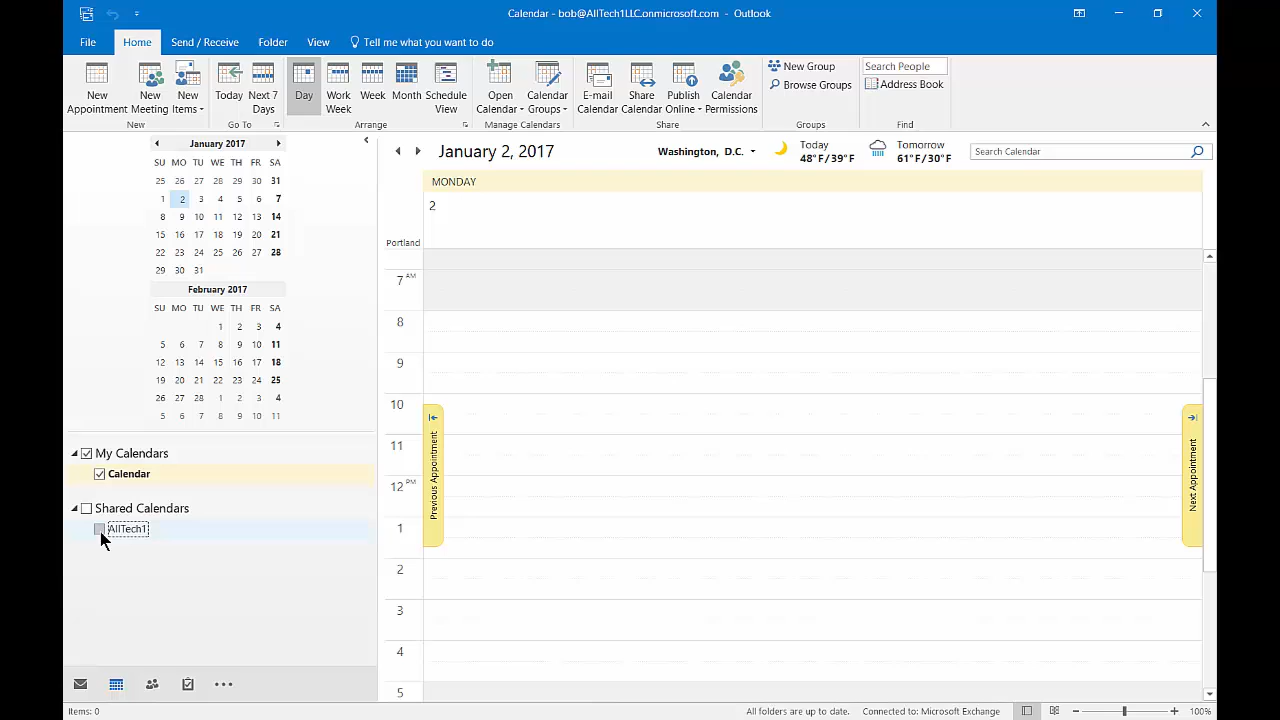 Calendar - bob@AllTech1LLC.onmicrosoft.com - Outlook
File Home Send / Receive Folder View Tell me what you want to do
New Appointment
New Meeting
New Items
Today
Next 7 Days
Day
Work Week
Week
Month
Schedule View
Open Calendar
Calendar Groups
E-mail Calendar
Share Calendar
Publish Online
Calendar Permissions
New Group
Browse Groups
Search People
Address Book
New Go To Arrange Manage Calendars Share Groups Find
January 2017
SU MO TU WE TH FR SA
25 26 27 28 29 30 31
1 2 3 4 5 6 7
8 9 10 11 12 13 14
15 16 17 18 19 20 21
22 23 24 25 26 27 28
29 30 31
February 2017
SU MO TU WE TH FR SA
1 2 3 4
5 6 7 8 9 10 11
12 13 14 15 16 17 18
19 20 21 22 23 24 25
26 27 28 1 2 3 4
5 6 7 8 9 10 11
My Calendars
Calendar
Shared Calendars
AllTech1
January 2, 2017
Washington, D.C.
Today
48°F/39°F
Tomorrow
61°F/30°F
Search Calendar
MONDAY
2
Portland
7 AM
8
9
10
11
12 PM
1
2
3
4
5
Previous Appointment
Next Appointment
Items: 0
All folders are up to date. Connected to: Microsoft Exchange 100%